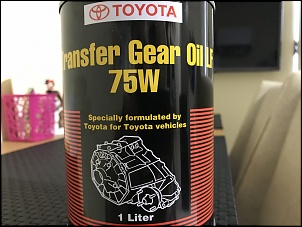 TOYOTA
ransfer Gear Oil LF
75W
Specially formulated by
Toyota for Toyota vehicles
1 Liter